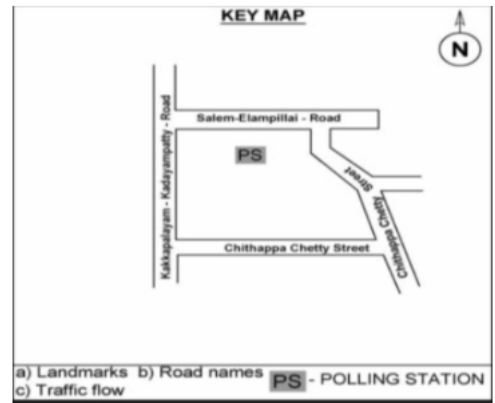 KEY MAP
N
Salem-Elampillai - Road
Kakkapalayam - Kadayampatty - Road
PS
Street
Chithappa Chetty
Chithappa Chetty Street
a) Landmarks b) Road names
c) Traffic flow
PS - POLLING STATION